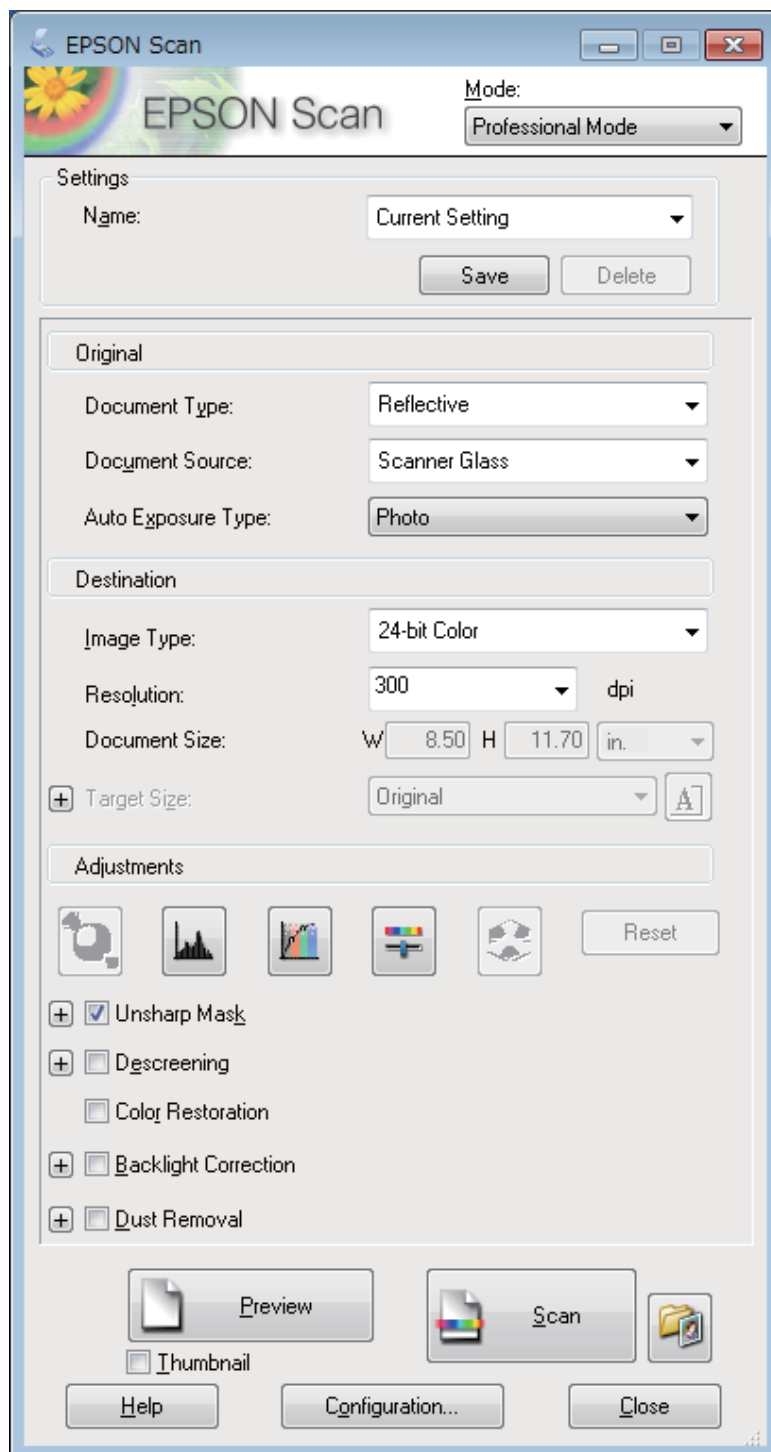 EPSON Scan
EPSON Scan
Mode:
Professional Mode
Settings
Name:
Current Setting
Save
Delete
Original
Document Type:
Reflective
Document Source:
Scanner Glass
Auto Exposure Type:
Photo
Destination
Image Type:
24-bit Color
Resolution:
300
dpi
Document Size:
W 8.50 H 11.70 in.
Target Size:
Original
A
Adjustments
Reset
Unsharp Mask
Descreening
Color Restoration
Backlight Correction
Dust Removal
Preview
Scan
Thumbnail
Help
Configuration...
Close